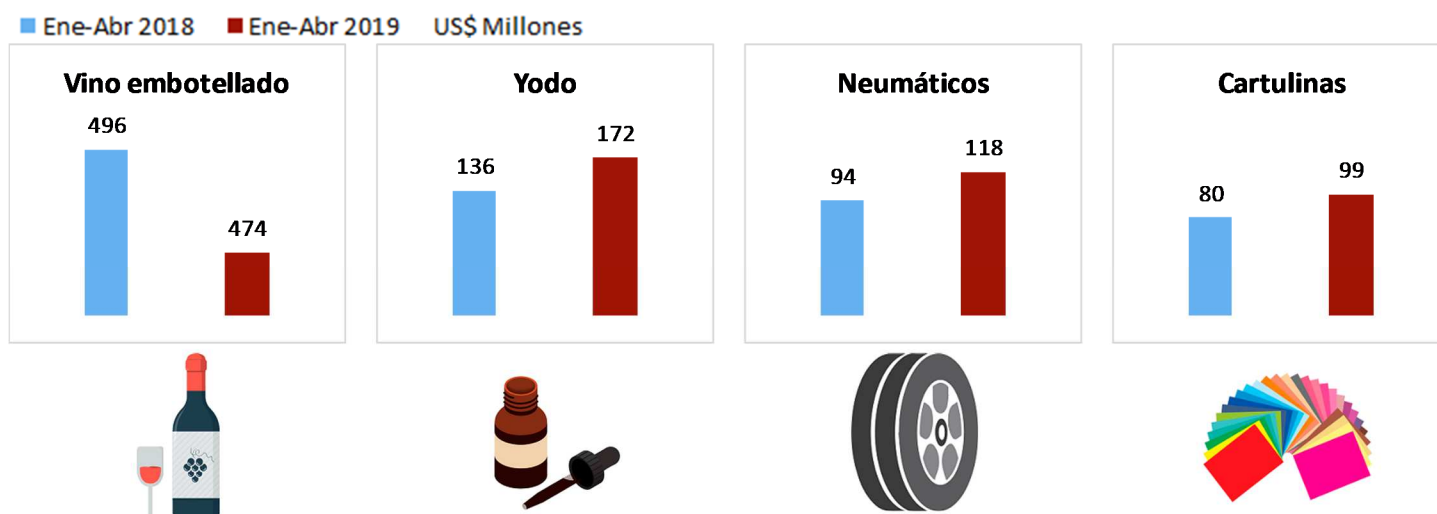 Ene-Abr 2018 Ene-Abr 2019 US$ Millones
Vino embotellado
496
474
Yodo
136
172
Neumáticos
94
118
Cartulinas
80
99